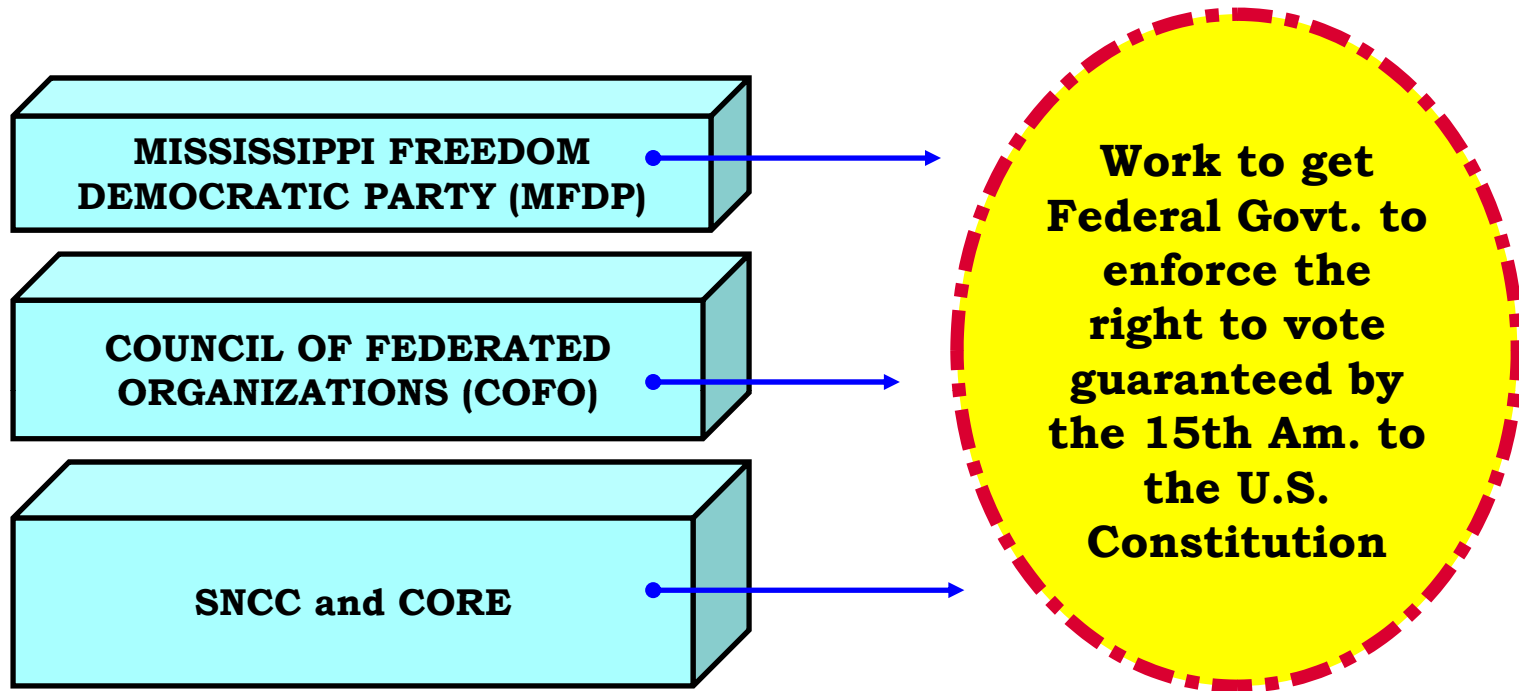 MISSISSIPPI FREEDOM
DEMOCRATIC PARTY (MFDP)
COUNCIL OF FEDERATED
ORGANIZATIONS (COFO)
SNCC and CORE
Work to get
Federal Govt. to
enforce the
right to vote
guaranteed by
the 15th Am. to
the U.S.
Constitution